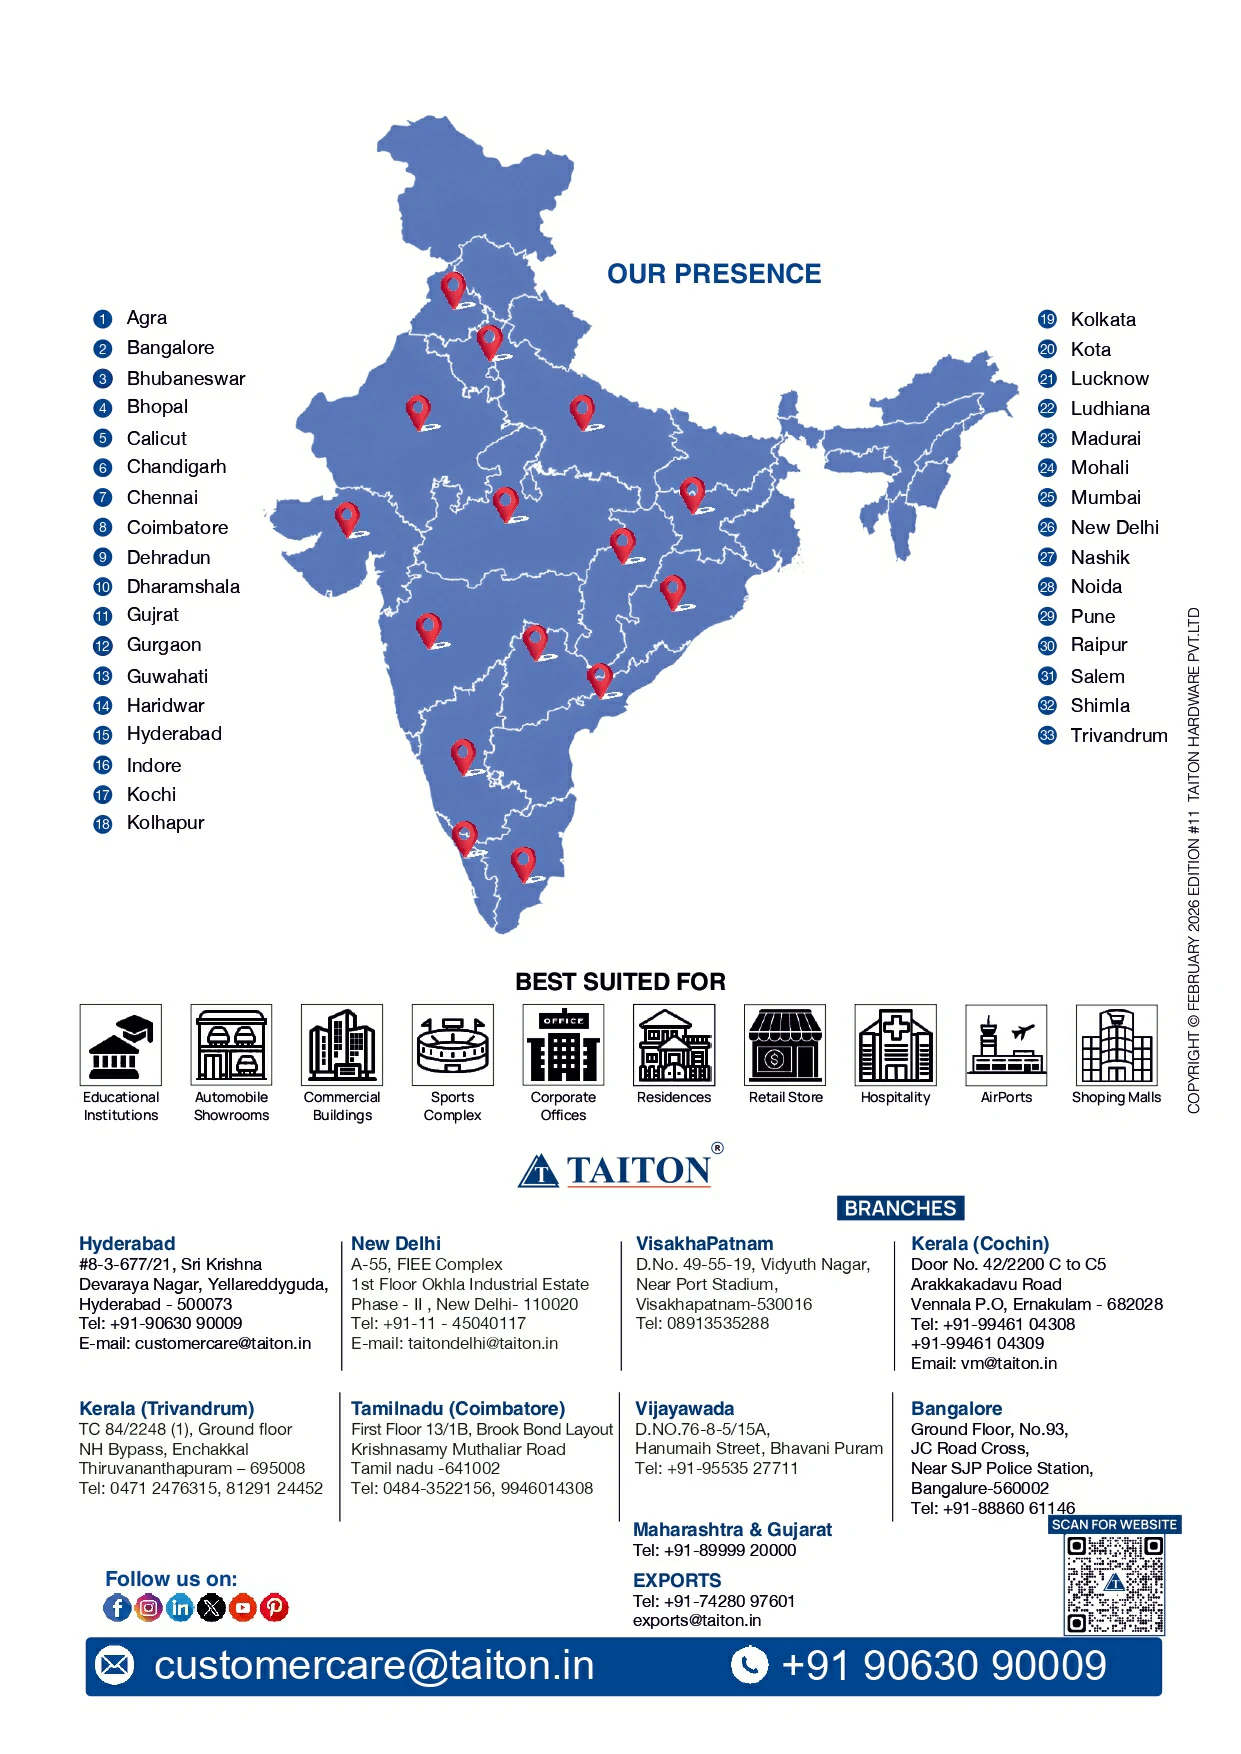 OUR PRESENCE
1 Agra
2 Bangalore
3 Bhubaneswar
4 Bhopal
5 Calicut
6 Chandigarh
7 Chennai
8 Coimbatore
9 Dehradun
10 Dharamshala
11 Gujrat
12 Gurgaon
13 Guwahati
14 Haridwar
15 Hyderabad
16 Indore
17 Kochi
18 Kolhapur
19 Kolkata
20 Kota
21 Lucknow
22 Ludhiana
23 Madurai
24 Mohali
25 Mumbai
26 New Delhi
27 Nashik
28 Noida
29 Pune
30 Raipur
31 Salem
32 Shimla
33 Trivandrum
COPYRIGHT © FEBRUARY 2026 EDITION #11 TAITON HARDWARE PVT.LTD
BEST SUITED FOR
OFFICE
$
Educational
Institutions
Automobile
Showrooms
Commercial
Buildings
Sports
Complex
Corporate
Offices
Residences
Retail Store
Hospitality
AirPorts
Shoping Malls
T TAITON ®
BRANCHES
Hyderabad
#8-3-677/21, Sri Krishna
Devaraya Nagar, Yellareddyguda,
Hyderabad - 500073
Tel: +91-90630 90009
E-mail: customercare@taiton.in
New Delhi
A-55, FIEE Complex
1st Floor Okhla Industrial Estate
Phase - II , New Delhi- 110020
Tel: +91-11 - 45040117
E-mail: taitondelhi@taiton.in
VisakhaPatnam
D.No. 49-55-19, Vidyuth Nagar,
Near Port Stadium,
Visakhapatnam-530016
Tel: 08913535288
Kerala (Cochin)
Door No. 42/2200 C to C5
Arakkakadavu Road
Vennala P.O, Ernakulam - 682028
Tel: +91-99461 04308
+91-99461 04309
Email: vm@taiton.in
Kerala (Trivandrum)
TC 84/2248 (1), Ground floor
NH Bypass, Enchakkal
Thiruvananthapuram – 695008
Tel: 0471 2476315, 81291 24452
Tamilnadu (Coimbatore)
First Floor 13/1B, Brook Bond Layout
Krishnasamy Muthaliar Road
Tamil nadu -641002
Tel: 0484-3522156, 9946014308
Vijayawada
D.NO.76-8-5/15A,
Hanumaih Street, Bhavani Puram
Tel: +91-95535 27711
Bangalore
Ground Floor, No.93,
JC Road Cross,
Near SJP Police Station,
Bangalure-560002
Tel: +91-88860 61146
Maharashtra & Gujarat
Tel: +91-89999 20000
EXPORTS
Tel: +91-74280 97601
exports@taiton.in
SCAN FOR WEBSITE
T
Follow us on:
customercare@taiton.in
+91 90630 90009